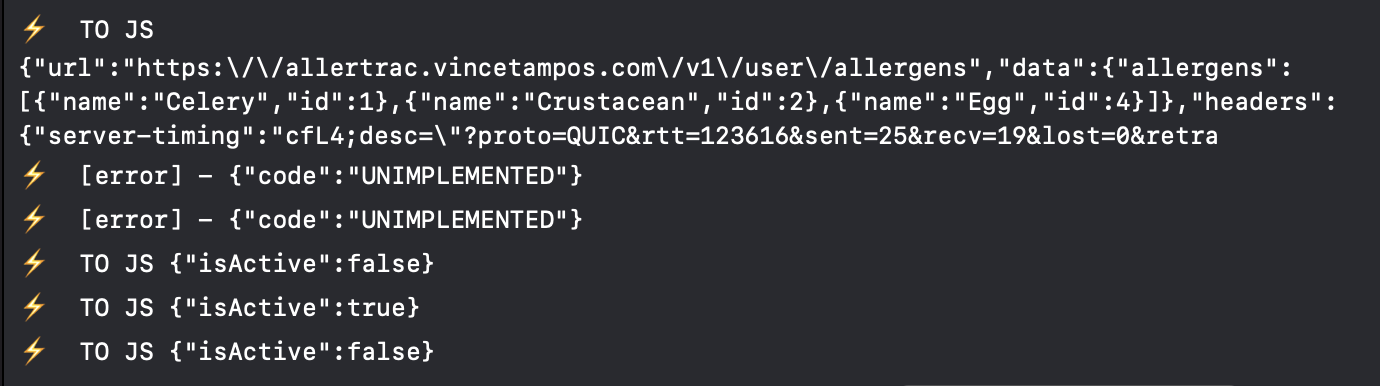 ⚡️ TO JS
{"url":"https:\/\/allertrac.vincetampos.com\/v1\/user\/allergens","data":{"allergens":
[{"name":"Celery","id":1},{"name":"Crustacean","id":2},{"name":"Egg","id":4}]},"headers":
{"server-timing":"cfL4;desc=\"?proto=QUIC&rtt=123616&sent=25&recv=19&lost=0&retra
⚡️ [error] - {"code":"UNIMPLEMENTED"}
⚡️ [error] - {"code":"UNIMPLEMENTED"}
⚡️ TO JS {"isActive":false}
⚡️ TO JS {"isActive":true}
⚡️ TO JS {"isActive":false}